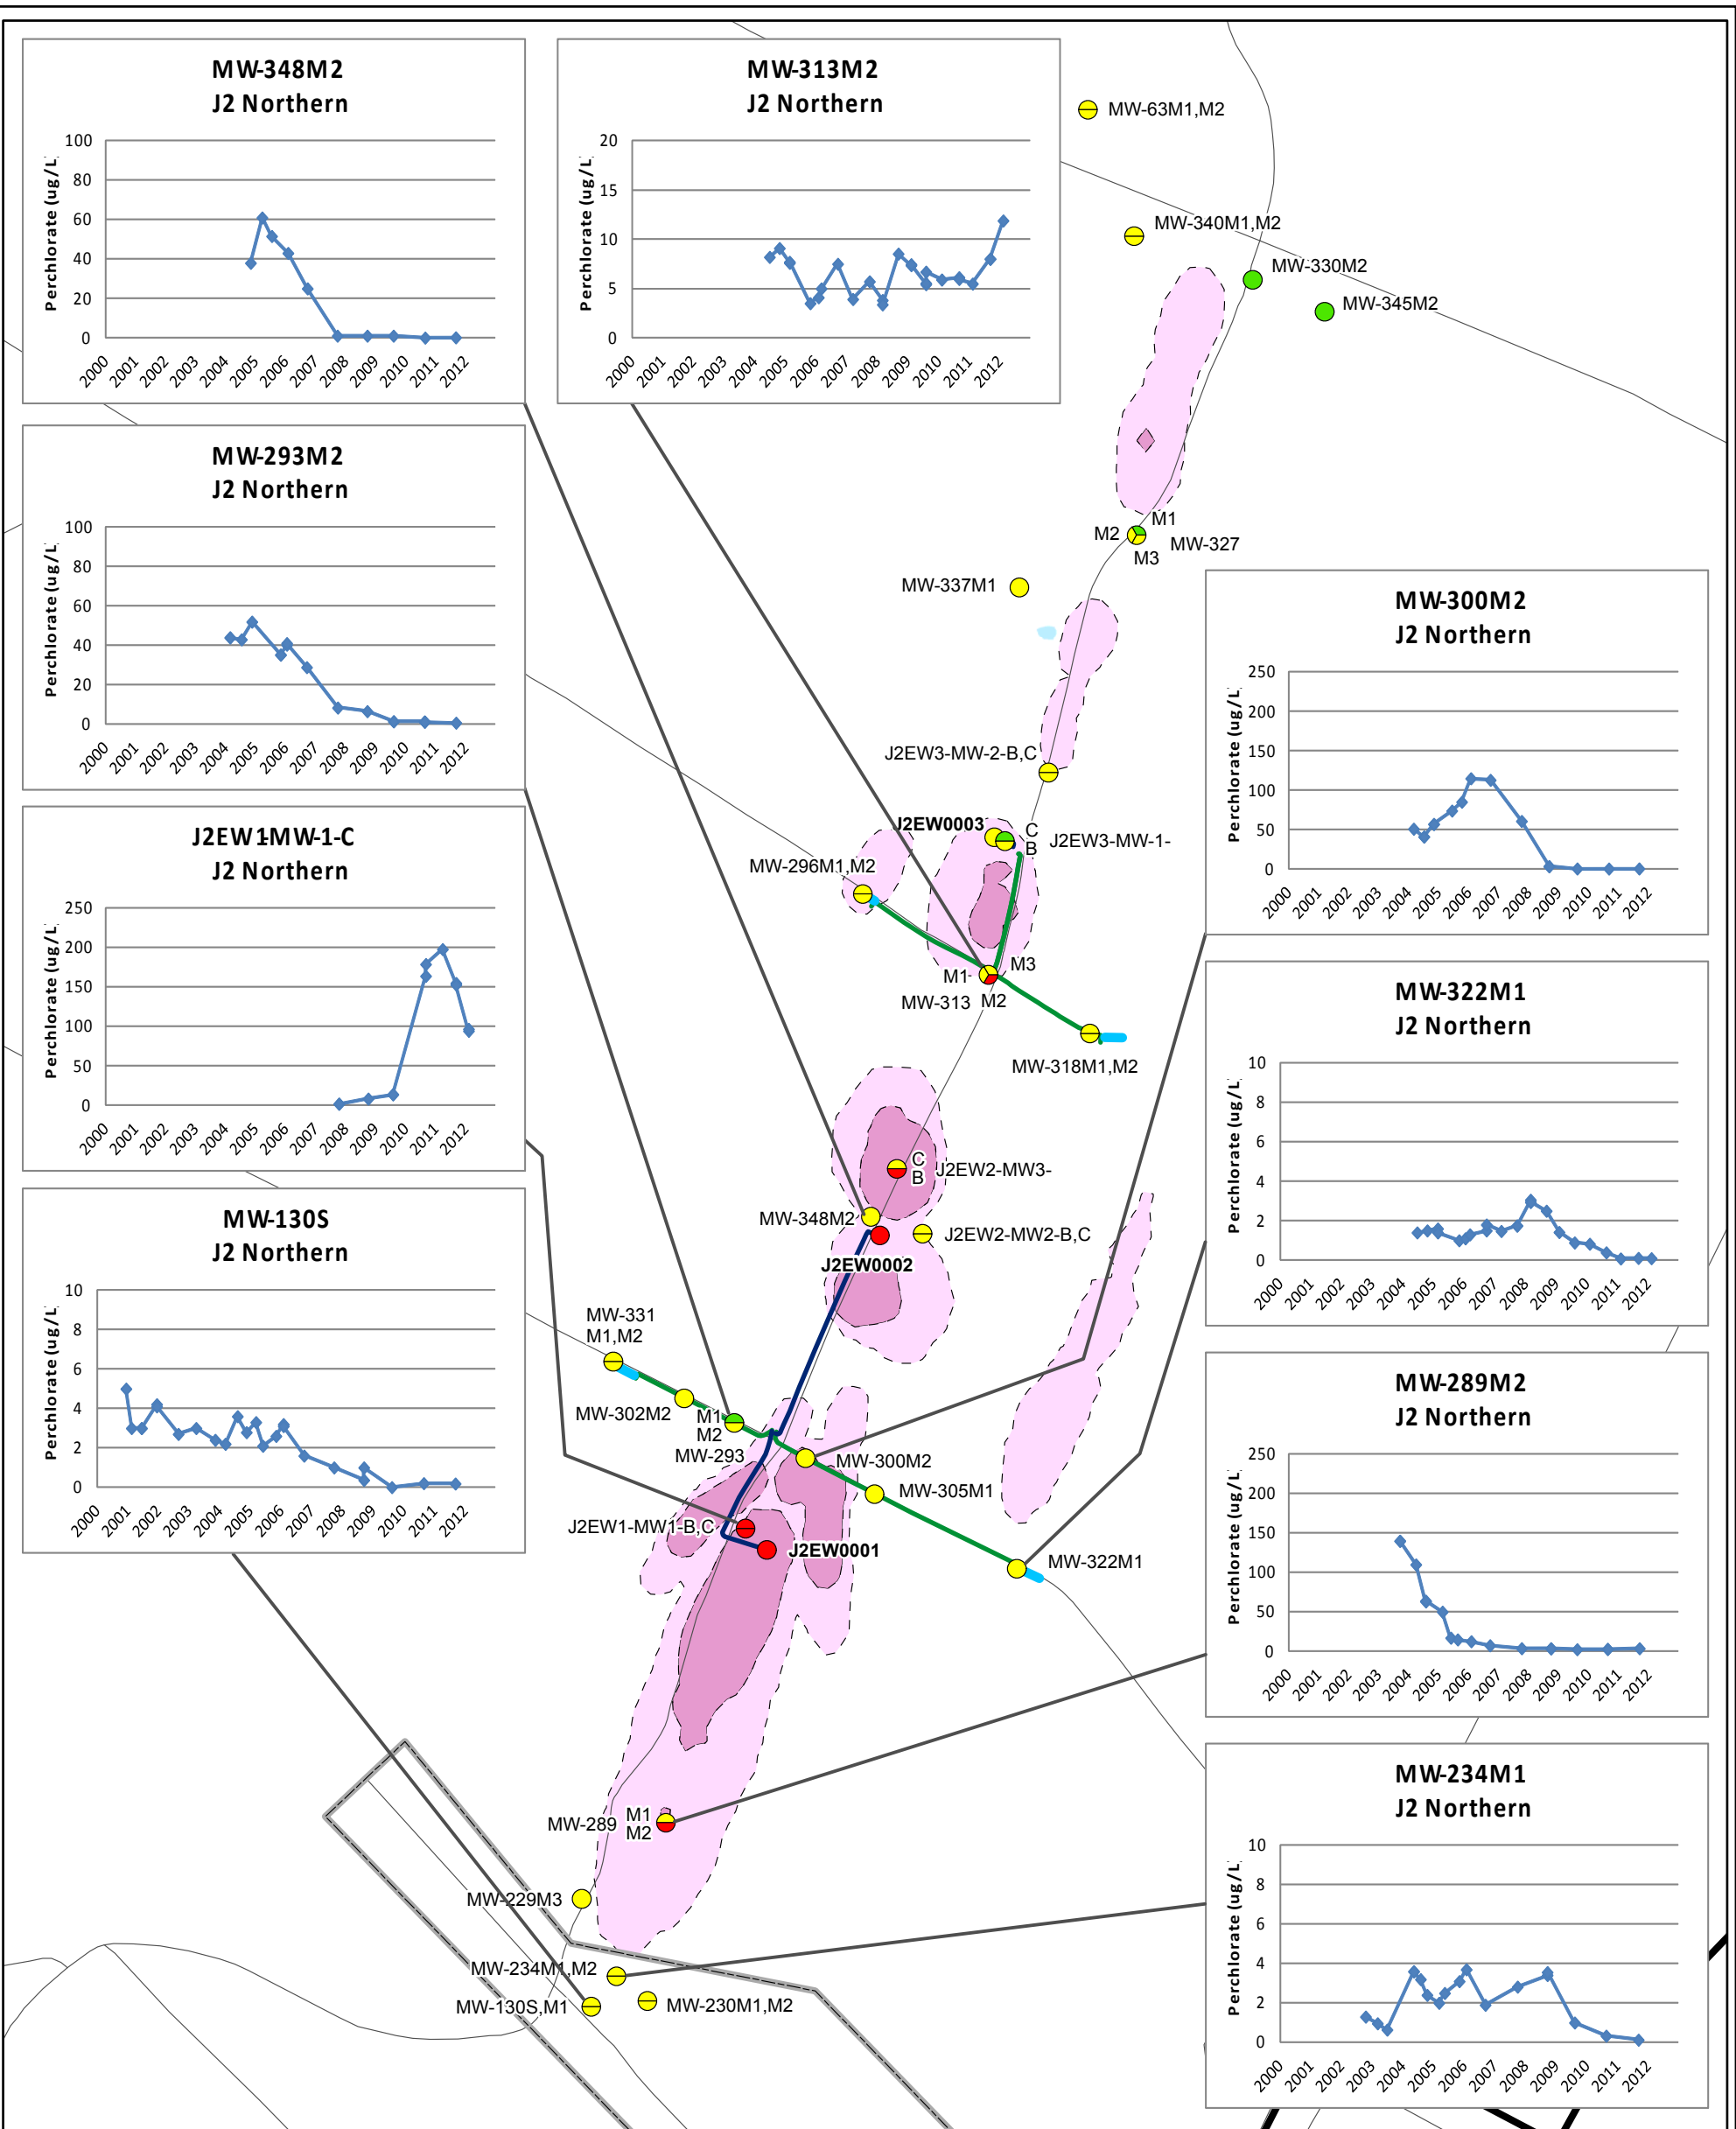 MW-348M2
J2 Northern
Perchlorate (ug/L
100
80
60
40
20
0
2000 2001 2002 2003 2004 2005 2006 2007 2008 2009 2010 2011 2012
MW-313M2
J2 Northern
Perchlorate (ug/L
20
15
10
5
0
2000 2001 2002 2003 2004 2005 2006 2007 2008 2009 2010 2011 2012
MW-293M2
J2 Northern
Perchlorate (ug/L
100
80
60
40
20
0
2000 2001 2002 2003 2004 2005 2006 2007 2008 2009 2010 2011 2012
J2EW1MW-1-C
J2 Northern
Perchlorate (ug/L
250
200
150
100
50
0
2000 2001 2002 2003 2004 2005 2006 2007 2008 2009 2010 2011 2012
MW-130S
J2 Northern
Perchlorate (ug/L
10
8
6
4
2
0
2000 2001 2002 2003 2004 2005 2006 2007 2008 2009 2010 2011 2012
MW-300M2
J2 Northern
Perchlorate (ug/L
250
200
150
100
50
0
2000 2001 2002 2003 2004 2005 2006 2007 2008 2009 2010 2011 2012
MW-322M1
J2 Northern
Perchlorate (ug/L
10
8
6
4
2
0
2000 2001 2002 2003 2004 2005 2006 2007 2008 2009 2010 2011 2012
MW-289M2
J2 Northern
Perchlorate (ug/L
250
200
150
100
50
0
2000 2001 2002 2003 2004 2005 2006 2007 2008 2009 2010 2011 2012
MW-234M1
J2 Northern
Perchlorate (ug/L
10
8
6
4
2
0
2000 2001 2002 2003 2004 2005 2006 2007 2008 2009 2010 2011 2012
MW-63M1,M2
MW-340M1,M2
MW-330M2
MW-345M2
M1
M2
MW-327
M3
MW-337M1
J2EW3-MW-2-B,C
J2EW0003
C
B
J2EW3-MW-1-
MW-296M1,M2
M3
M1-
MW-313
M2
MW-318M1,M2
C
B
J2EW2-MW3-
MW-348M2
J2EW2-MW2-B,C
J2EW0002
MW-331
M1,M2
MW-302M2
M1
M2
MW-293
MW-300M2
MW-305M1
J2EW1-MW1-B,C
J2EW0001
MW-322M1
MW-289
M1
M2
MW-229M3
MW-234M1,M2
MW-130S,M1
MW-230M1,M2